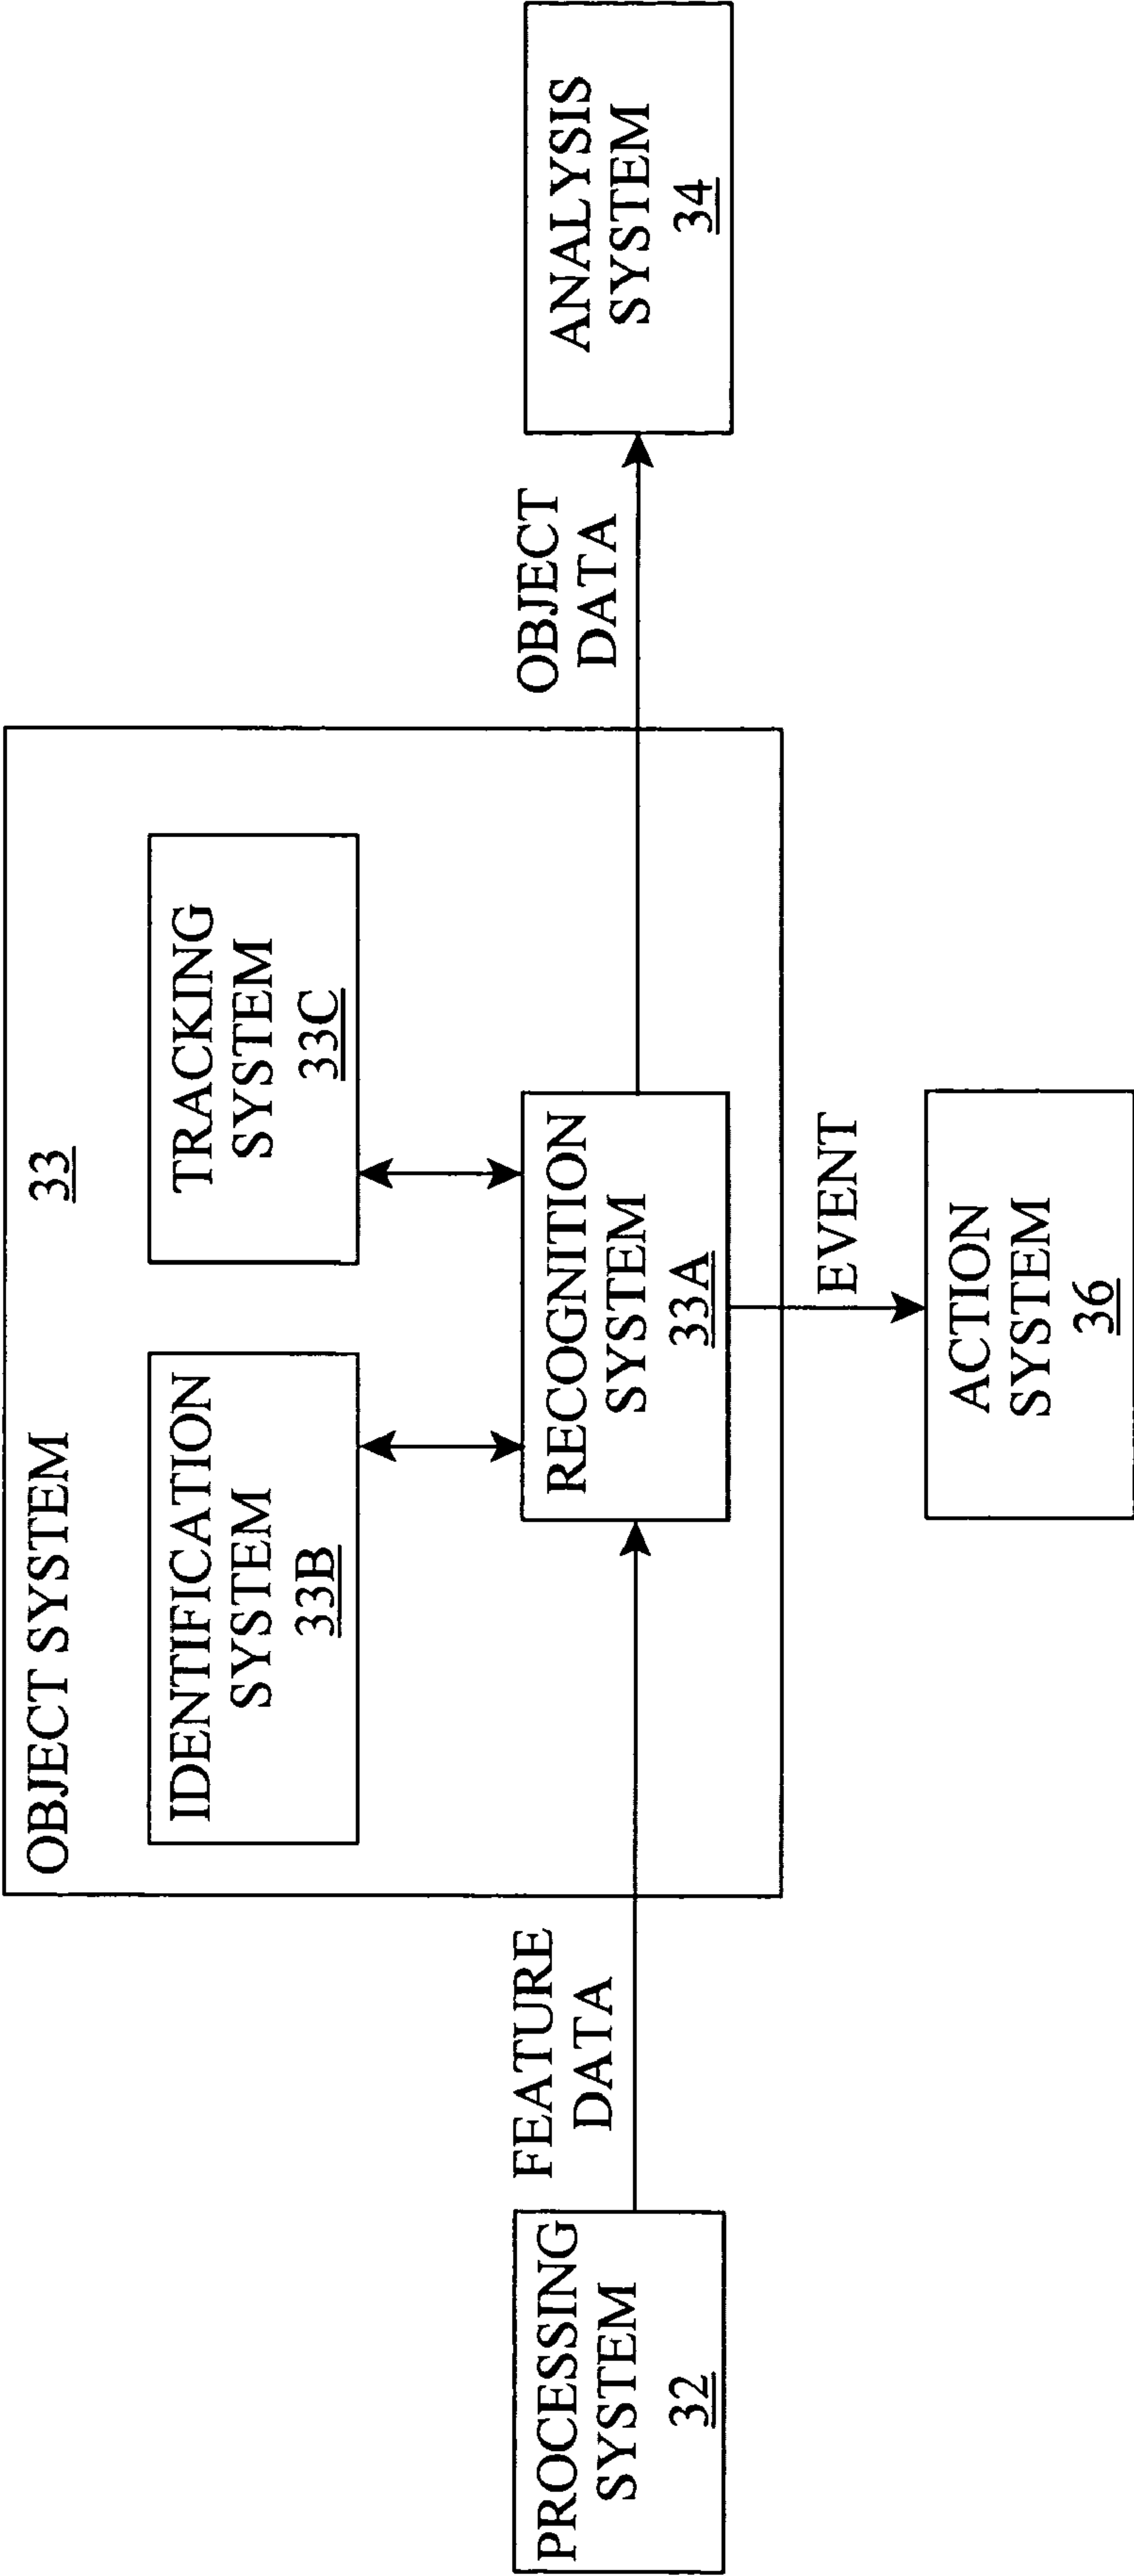 OBJECT SYSTEM
33
IDENTIFICATION
SYSTEM
33B
TRACKING
SYSTEM
33C
PROCESSING
SYSTEM
32
FEATURE
DATA
RECOGNITION
SYSTEM
33A
OBJECT
DATA
ANALYSIS
SYSTEM
34
EVENT
ACTION
SYSTEM
36